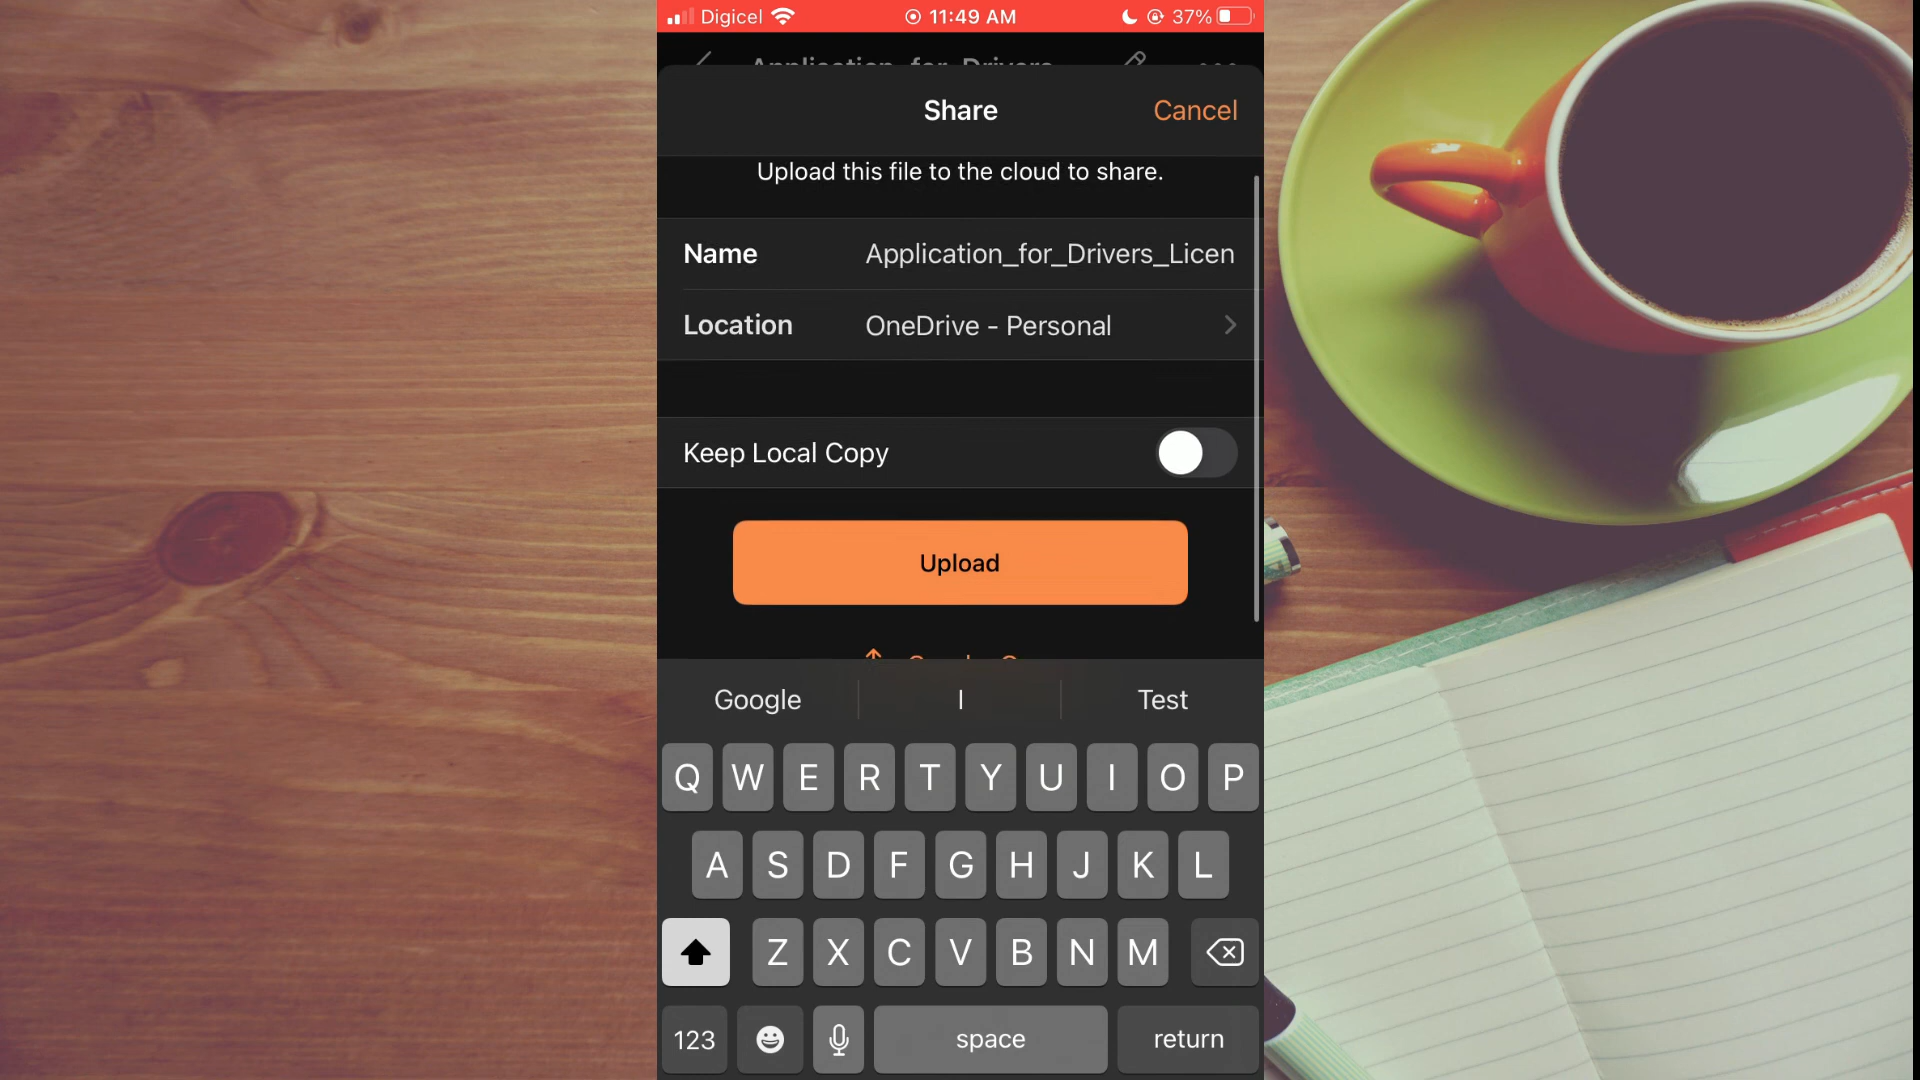 Digicel 11:49 AM 37%
Application_for_Drivers
Share Cancel
Upload this file to the cloud to share.
Name Application_for_Drivers_Licen
Location OneDrive - Personal
Keep Local Copy
Upload
Google I Test
Q W E R T Y U I O P
A S D F G H J K L
Z X C V B N M
123 space return